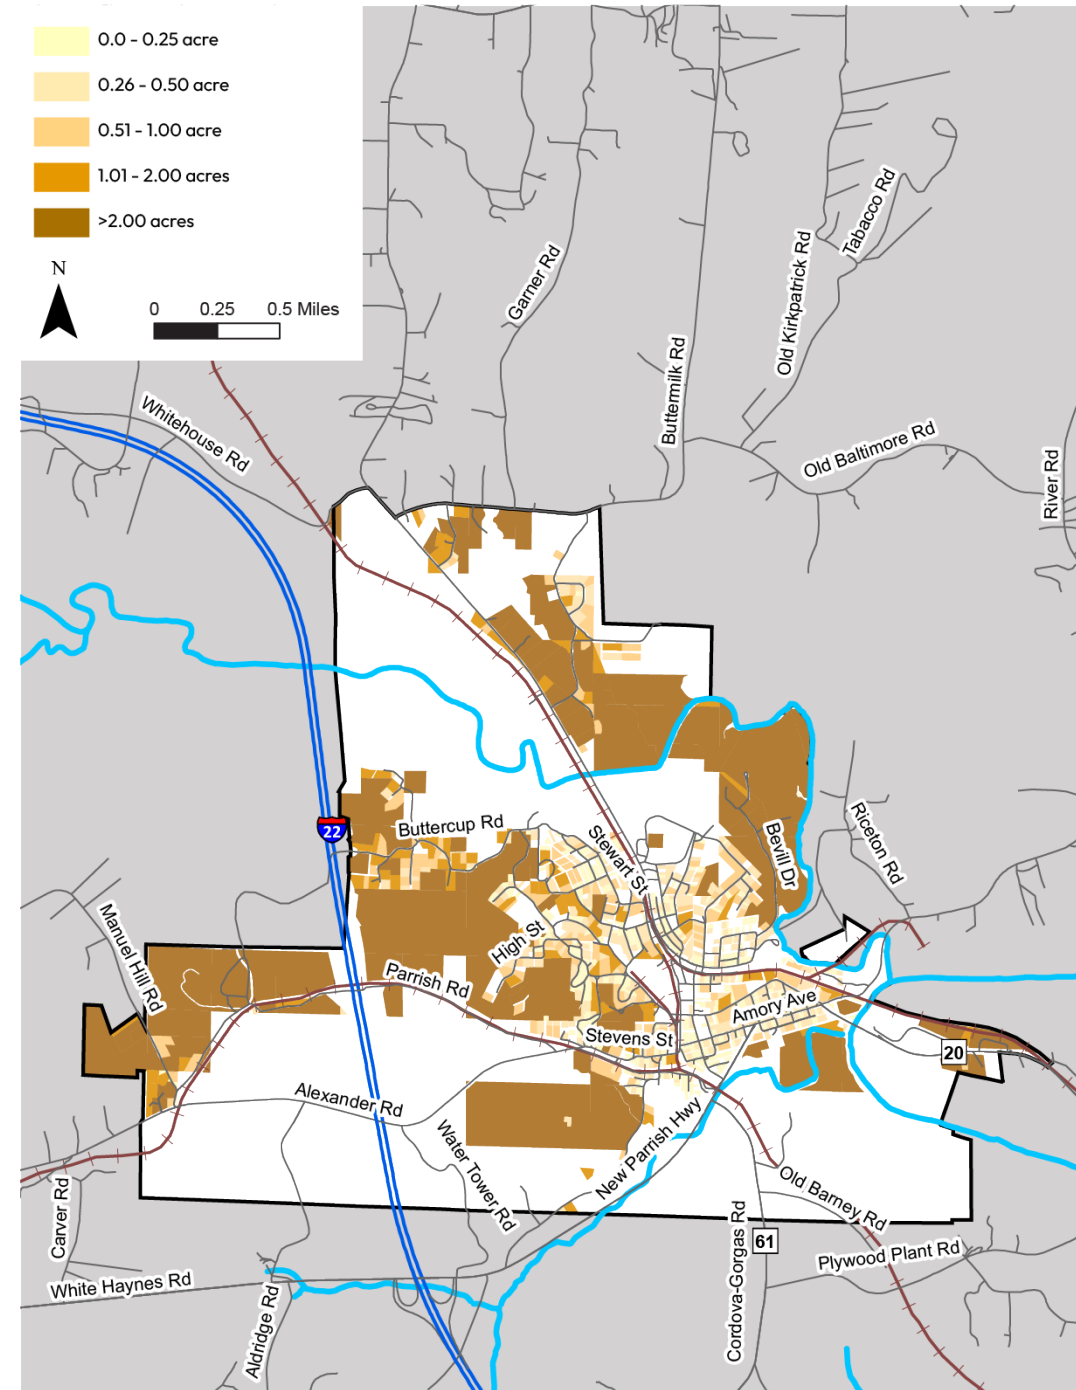 0.0 - 0.25 acre
0.26 - 0.50 acre
0.51 - 1.00 acre
1.01 - 2.00 acres
>2.00 acres
N
0 0.25 0.5 Miles
Tabacco Rd
Garner Rd
Old Kirkpatrick Rd
Buttermilk Rd
Whitehouse Rd
Old Baltimore Rd
River Rd
22
Buttercup Rd
Stewart St
Bevill Dr
Riceton Rd
Manuel Hill Rd
High St
Parrish Rd
Amory Ave
Stevens St
20
Alexander Rd
Water Tower Rd
New Parrish Hwy
Old Barney Rd
Carver Rd
Cordova-Gorgas Rd
61
Plywood Plant Rd
White Haynes Rd
Aldridge Rd